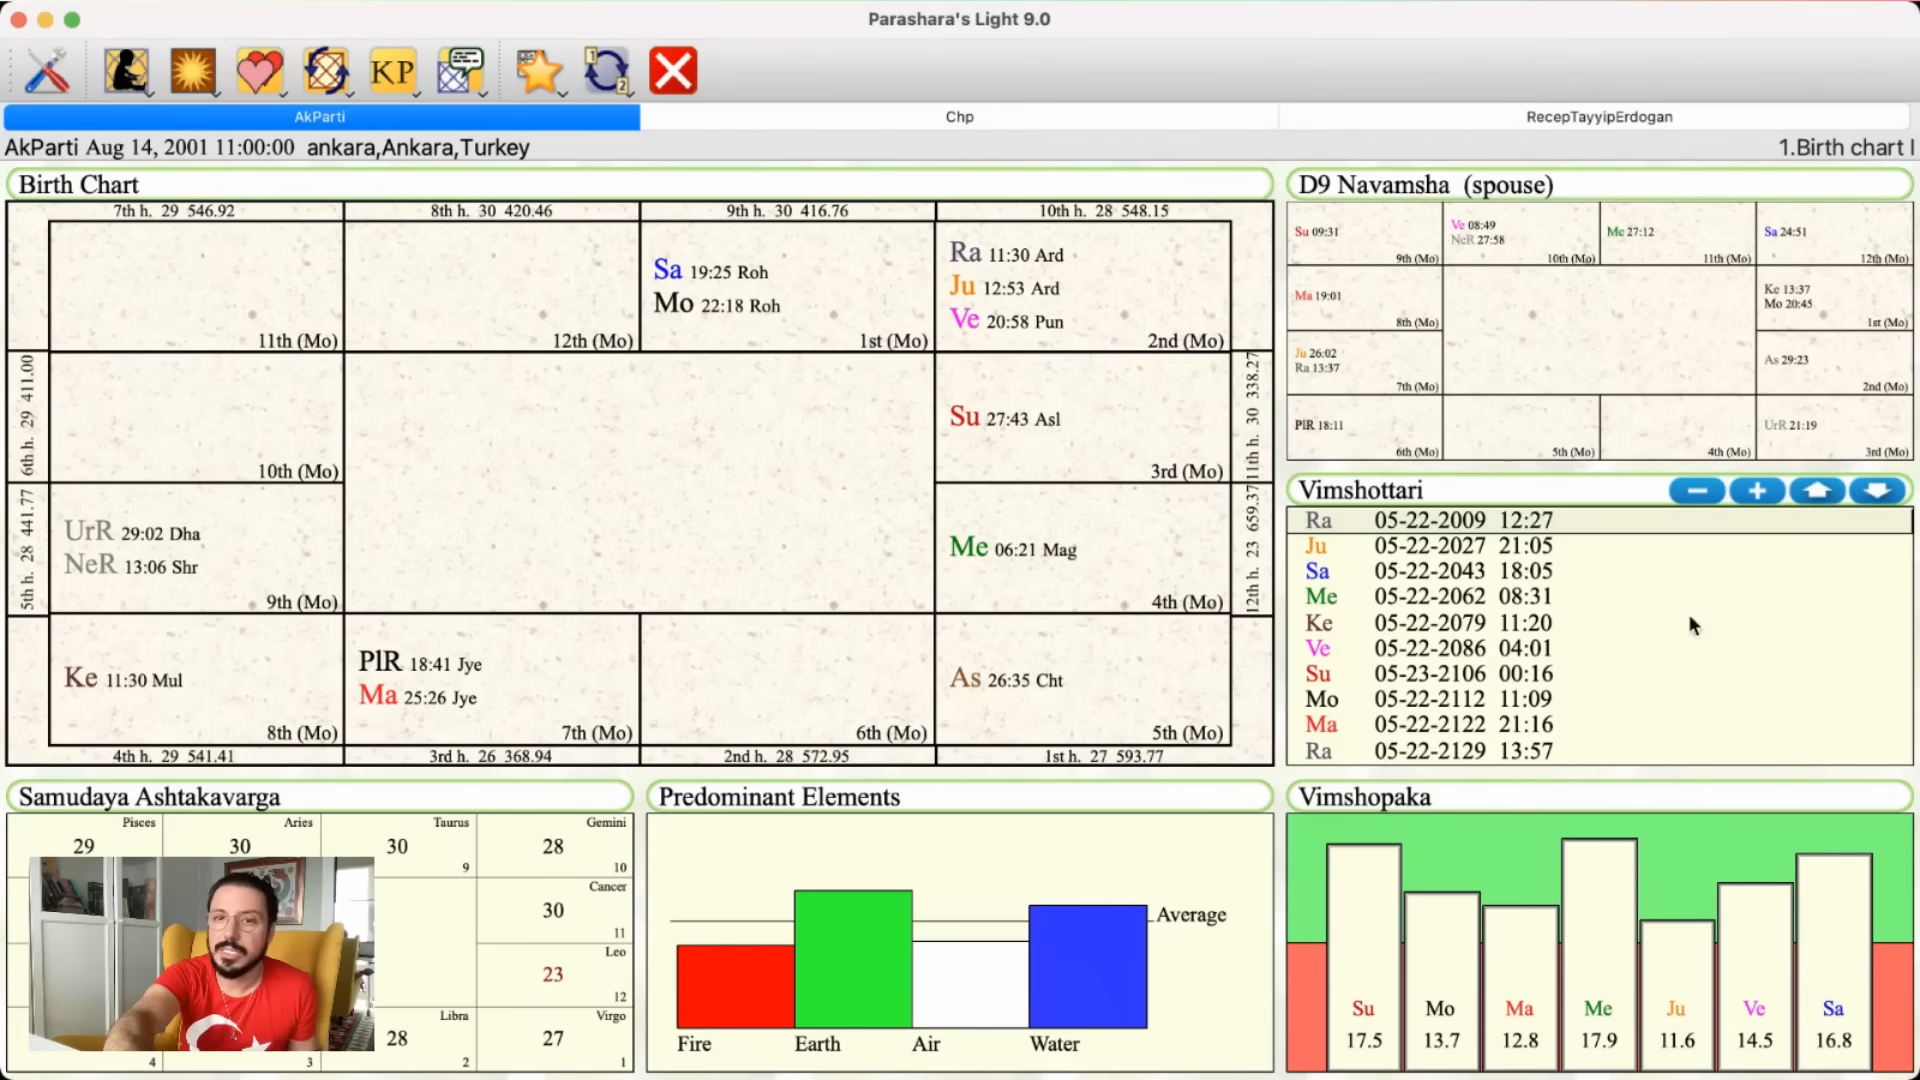 Parashara's Light 9.0
KP
1
2
AkParti
Chp
RecepTayyipErdogan
AkParti Aug 14, 2001 11:00:00 ankara,Ankara,Turkey
1.Birth chart I
Birth Chart
7th h. 29 546.92
8th h. 30 420.46
9th h. 30 416.76
10th h. 28 548.15
11th (Mo)
12th (Mo)
Sa 19:25 Roh
Mo 22:18 Roh
1st (Mo)
Ra 11:30 Ard
Ju 12:53 Ard
Ve 20:58 Pun
2nd (Mo)
6th h. 29 411.00
10th (Mo)
Su 27:43 Asl
3rd (Mo)
11th h. 30 338.27
5th h. 28 441.77
UrR 29:02 Dha
NeR 13:06 Shr
9th (Mo)
Me 06:21 Mag
4th (Mo)
12th h. 23 659.37
Ke 11:30 Mul
8th (Mo)
PlR 18:41 Jye
Ma 25:26 Jye
7th (Mo)
6th (Mo)
As 26:35 Cht
5th (Mo)
4th h. 29 541.41
3rd h. 26 368.94
2nd h. 28 572.95
1st h. 27 593.77
D9 Navamsha (spouse)
Su 09:31
9th (Mo)
Ve 08:49
NeR 27:58
10th (Mo)
Me 27:12
11th (Mo)
Sa 24:51
12th (Mo)
Ma 19:01
8th (Mo)
Ke 13:37
Mo 20:45
1st (Mo)
Ju 26:02
Ra 13:37
7th (Mo)
As 29:23
2nd (Mo)
PlR 18:11
6th (Mo)
5th (Mo)
4th (Mo)
UrR 21:19
3rd (Mo)
Vimshottari
Ra 05-22-2009 12:27
Ju 05-22-2027 21:05
Sa 05-22-2043 18:05
Me 05-22-2062 08:31
Ke 05-22-2079 11:20
Ve 05-22-2086 04:01
Su 05-23-2106 00:16
Mo 05-22-2112 11:09
Ma 05-22-2122 21:16
Ra 05-22-2129 13:57
Samudaya Ashtakavarga
Pisces
29
Aries
30
Taurus
30
9
Gemini
28
10
Cancer
30
11
Leo
23
12
4
3
Libra
28
2
Virgo
27
1
Predominant Elements
Average
Fire
Earth
Air
Water
Vimshopaka
Su Mo Ma Me Ju Ve Sa
17.5 13.7 12.8 17.9 11.6 14.5 16.8